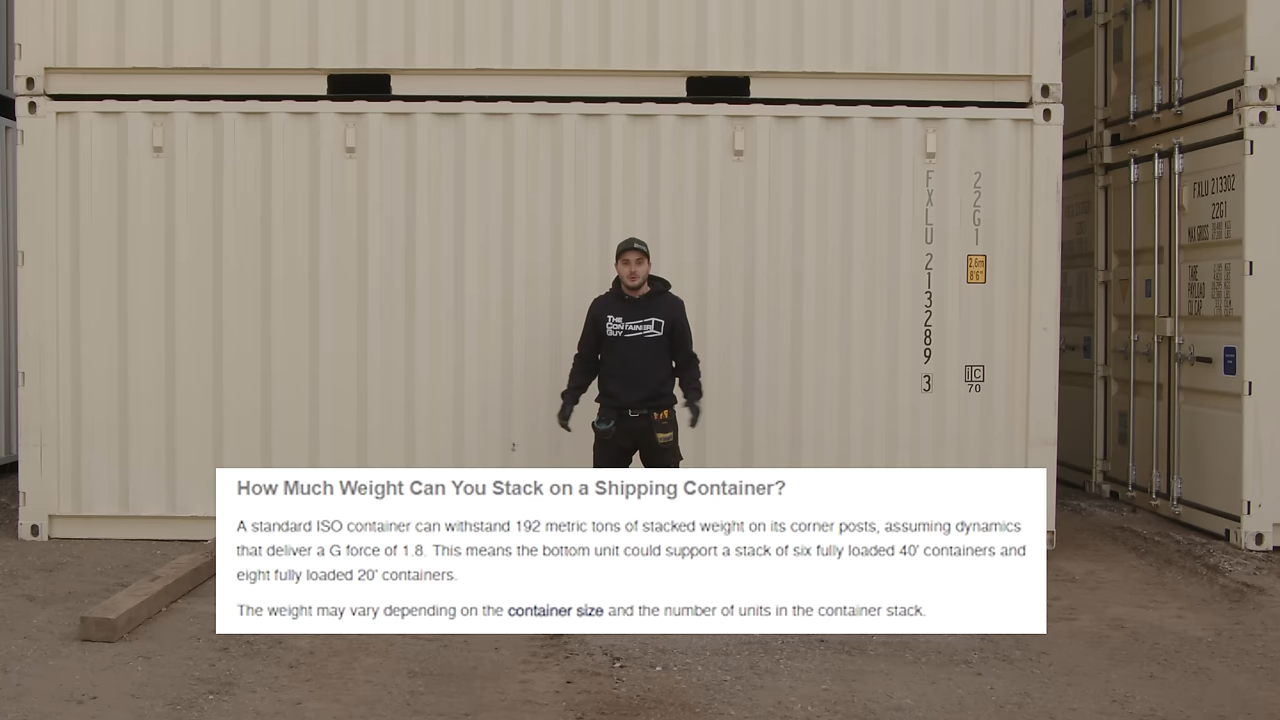 FXLU 213289 3
22G1
2.6m
8'6"
iC
70
FXLU 213302
22G1
MAX GROSS
TARE
PAYLOAD
CU CAP
THE
CONTAINER
GUY
How Much Weight Can You Stack on a Shipping Container?
A standard ISO container can withstand 192 metric tons of stacked weight on its corner posts, assuming dynamics
that deliver a G force of 1.8. This means the bottom unit could support a stack of six fully loaded 40' containers and
eight fully loaded 20' containers.
The weight may vary depending on the container size and the number of units in the container stack.